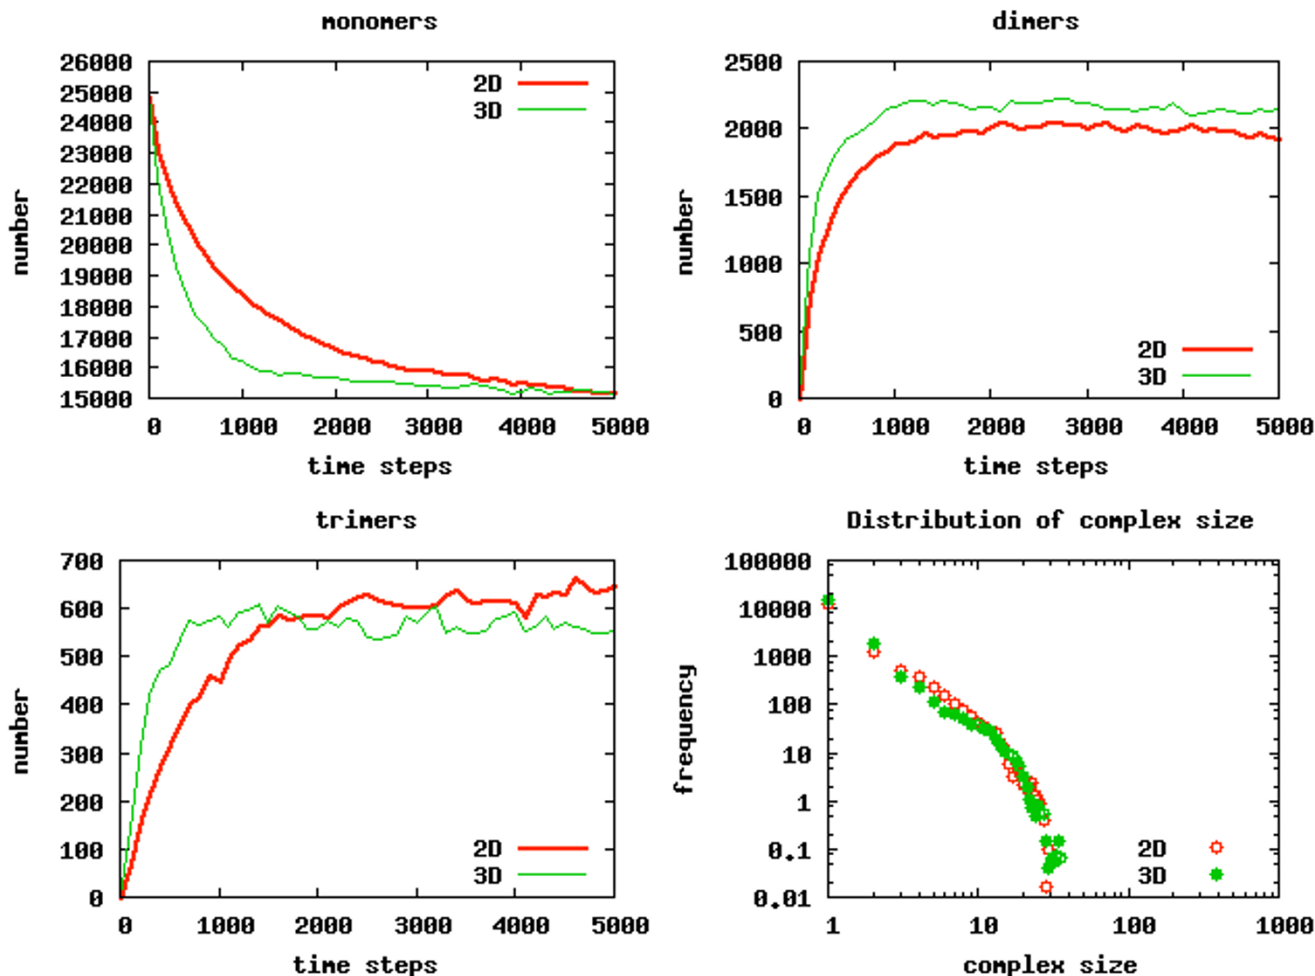 monomers
26000
25000
24000
23000
22000
21000
20000
19000
18000
17000
16000
15000
number
2D
3D
0 1000 2000 3000 4000 5000
time steps
dimers
2500
2000
1500
1000
500
0
number
2D
3D
0 1000 2000 3000 4000 5000
time steps
trimers
700
600
500
400
300
200
100
0
number
2D
3D
0 1000 2000 3000 4000 5000
time steps
Distribution of complex size
100000
10000
1000
100
10
1
0.1
0.01
frequency
2D
3D
1 10 100 1000
complex size